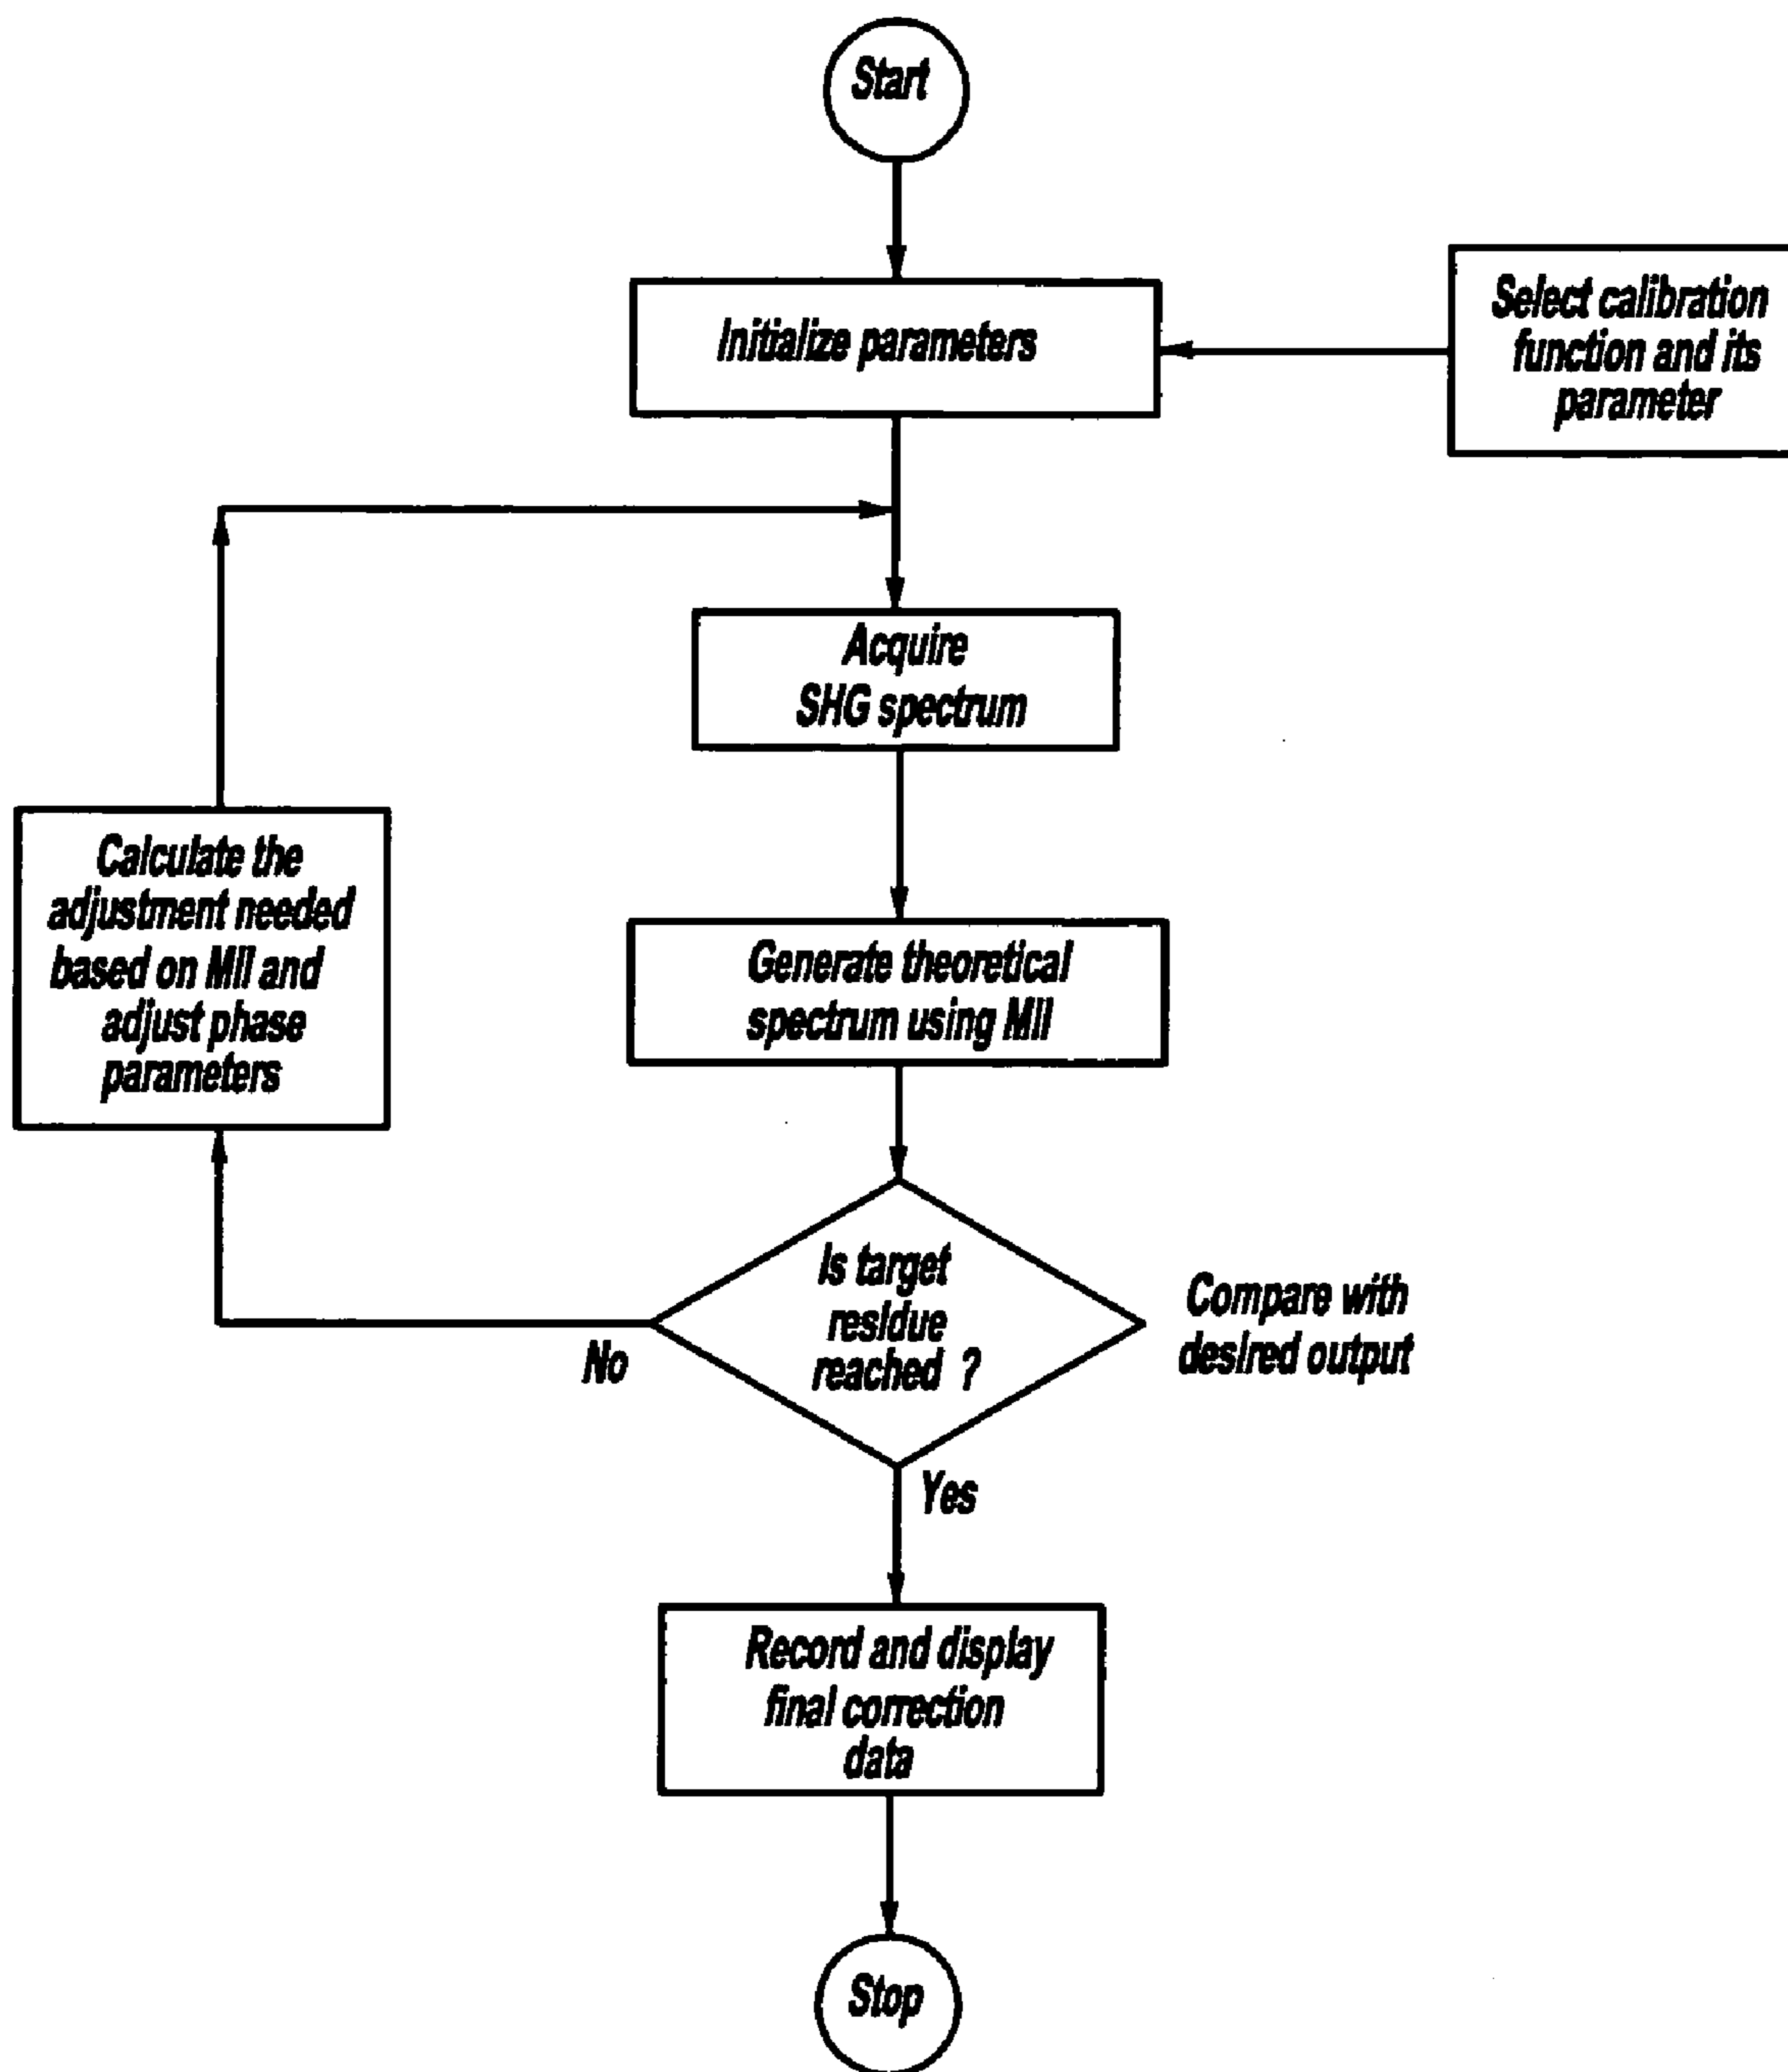 Start
Initialize parameters
Select calibration
function and its
parameter
Acquire
SHG spectrum
Calculate the
adjustment needed
based on MII and
adjust phase
parameters
Generate theoretical
spectrum using MII
Is target
residue
reached ?
Compare with
desired output
No
Yes
Record and display
final correction
data
Stop